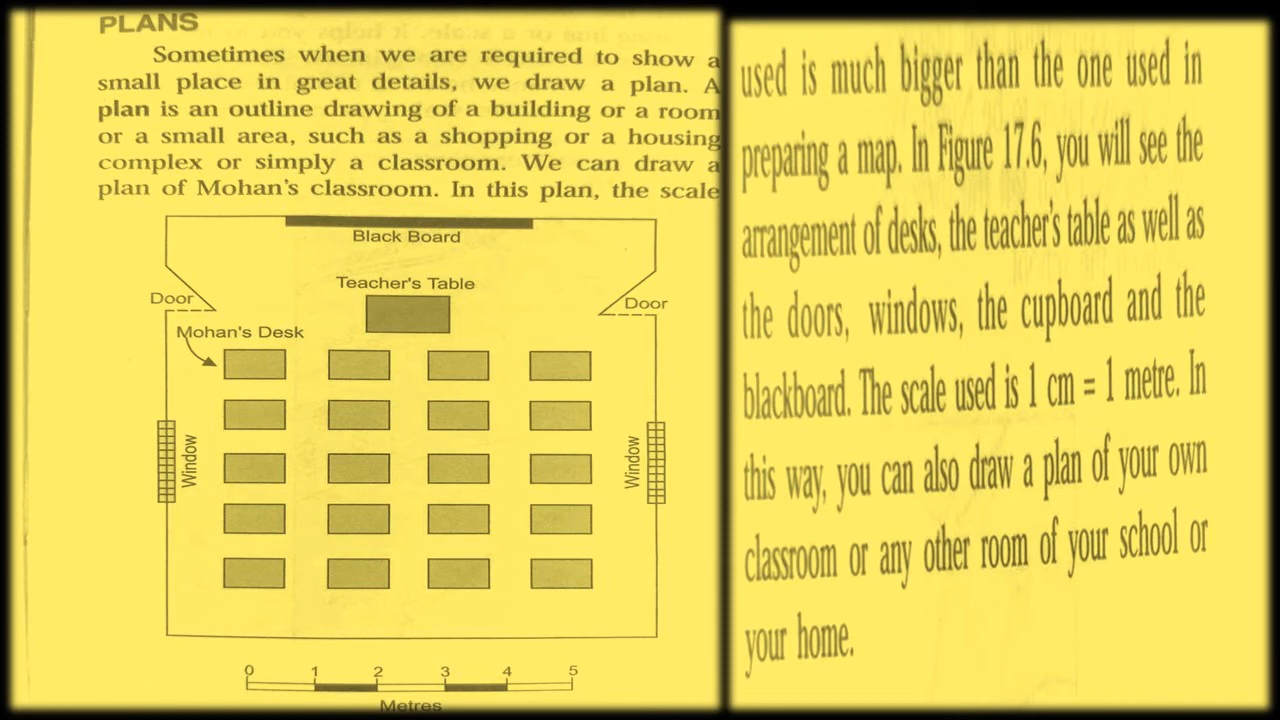 PLANS
Sometimes when we are required to show a
small place in great details, we draw a plan. A
plan is an outline drawing of a building or a room
or a small area, such as a shopping or a housing
complex or simply a classroom. We can draw a
plan of Mohan's classroom. In this plan, the scale
Black Board
Teacher's Table
Door
Door
Mohan's Desk
Window
Window
0 1 2 3 4 5
Metres
used is much bigger than the one used in
preparing a map. In Figure 17.6, you will see the
arrangement of desks, the teacher's table as well as
the doors, windows, the cupboard and the
blackboard. The scale used is 1 cm = 1 metre. In
this way, you can also draw a plan of your own
classroom or any other room of your school or
your home.